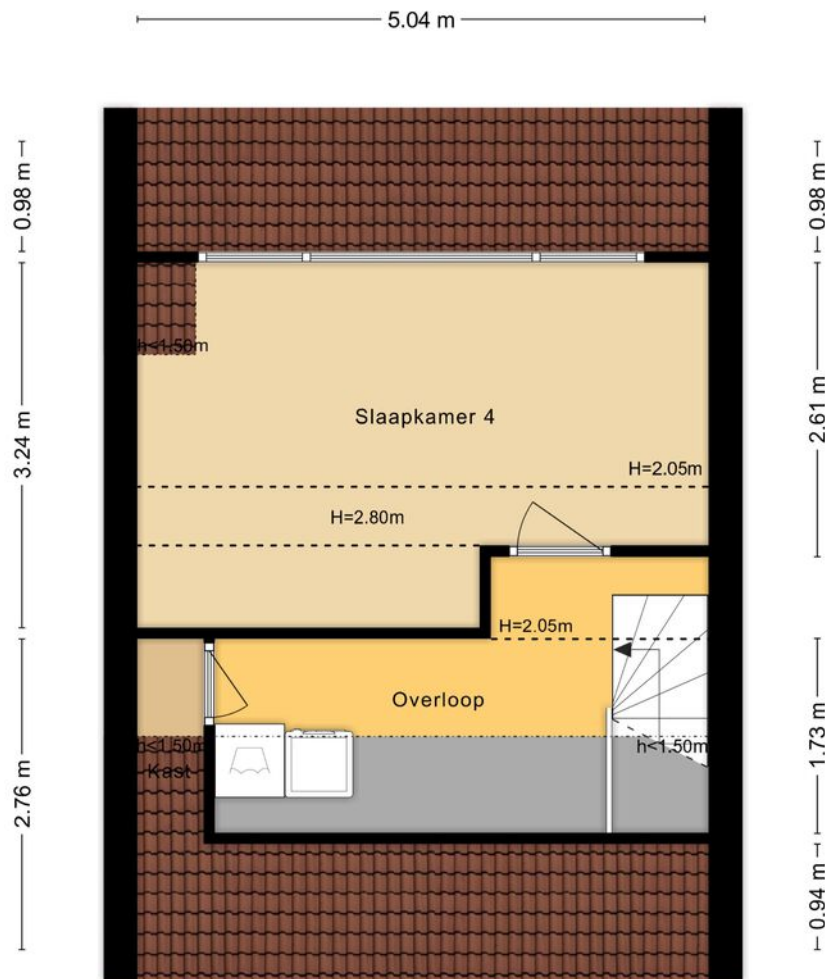 5.04 m
0.98 m
0.98 m
h<1.50m
3.24 m
2.61 m
Slaapkamer 4
H=2.05m
H=2.80m
H=2.05m
Overloop
h<1.50m
h<1.50m
Kast
2.76 m
1.73 m
0.94 m